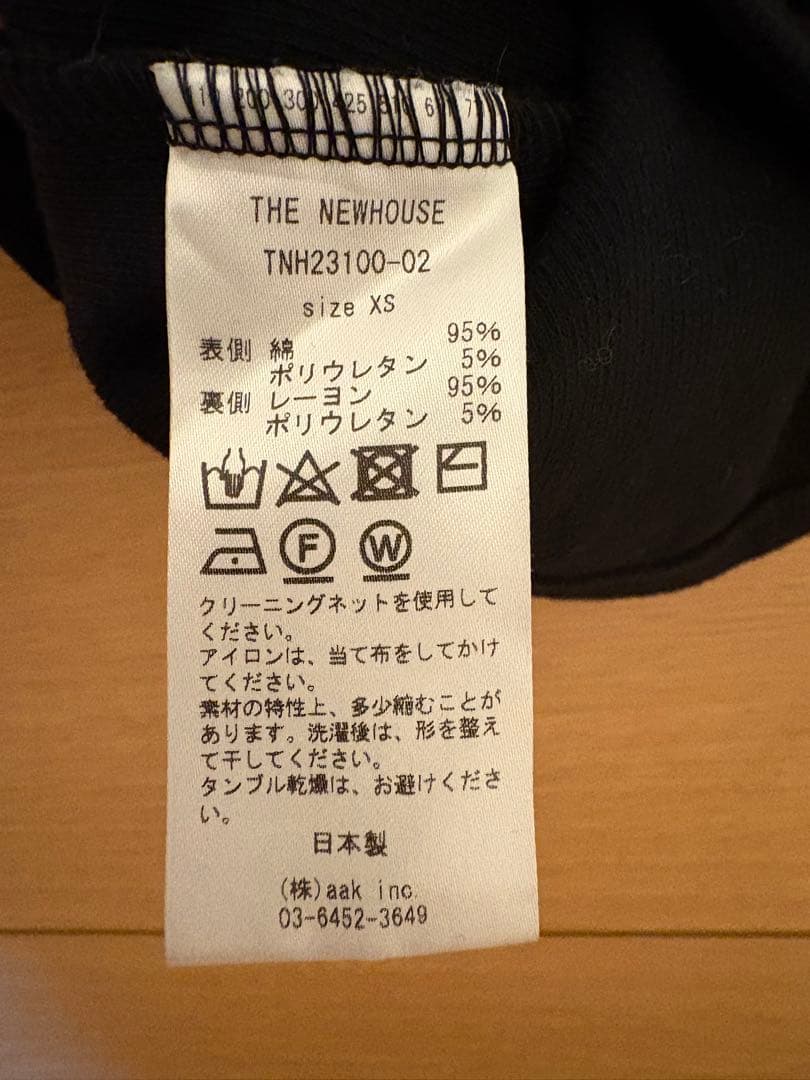 200 300 425
THE NEWHOUSE
TNH23100-02
size XS
表側 綿 95%
ポリウレタン 5%
裏側 レーヨン 95%
ポリウレタン 5%
F W
クリーニングネットを使用して
ください。
アイロンは、当て布をしてかけ
てください。
素材の特性上、多少縮むことが
あります。洗濯後は、形を整え
て干してください。
タンブル乾燥は、お避けくださ
い。
日本製
(株)aak inc.
03-6452-3649